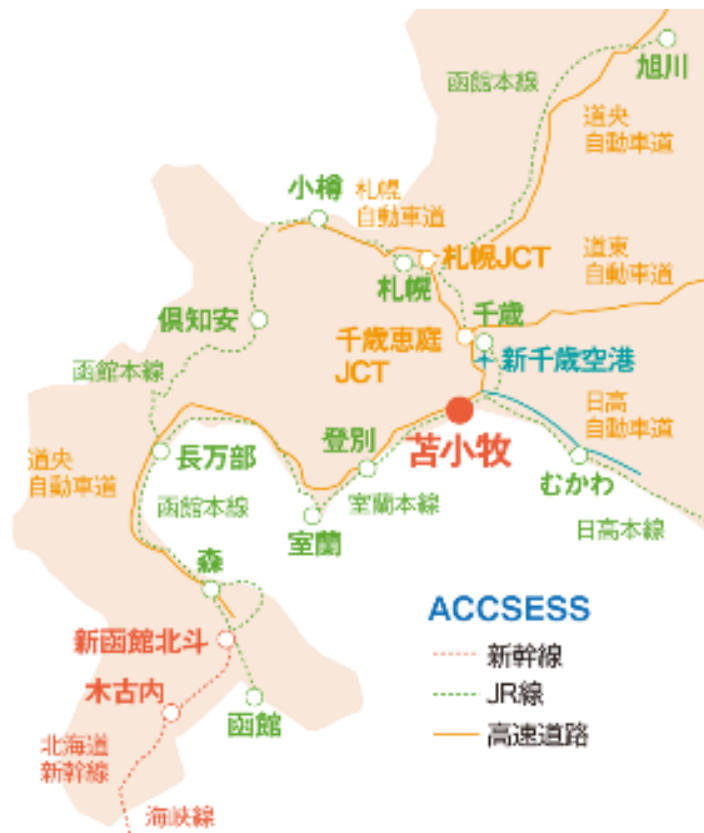 旭川
函館本線
道央
自動車道
小樽
札幌
自動車道
札幌JCT
札幌
道東
自動車道
千歳
倶知安
千歳恵庭
JCT
新千歳空港
函館本線
日高
自動車道
苫小牧
登別
長万部
道央
自動車道
むかわ
函館本線
室蘭本線
室蘭
日高本線
森
ACCSESS
新函館北斗
新幹線
木古内
JR線
函館
高速道路
北海道
新幹線
海峡線